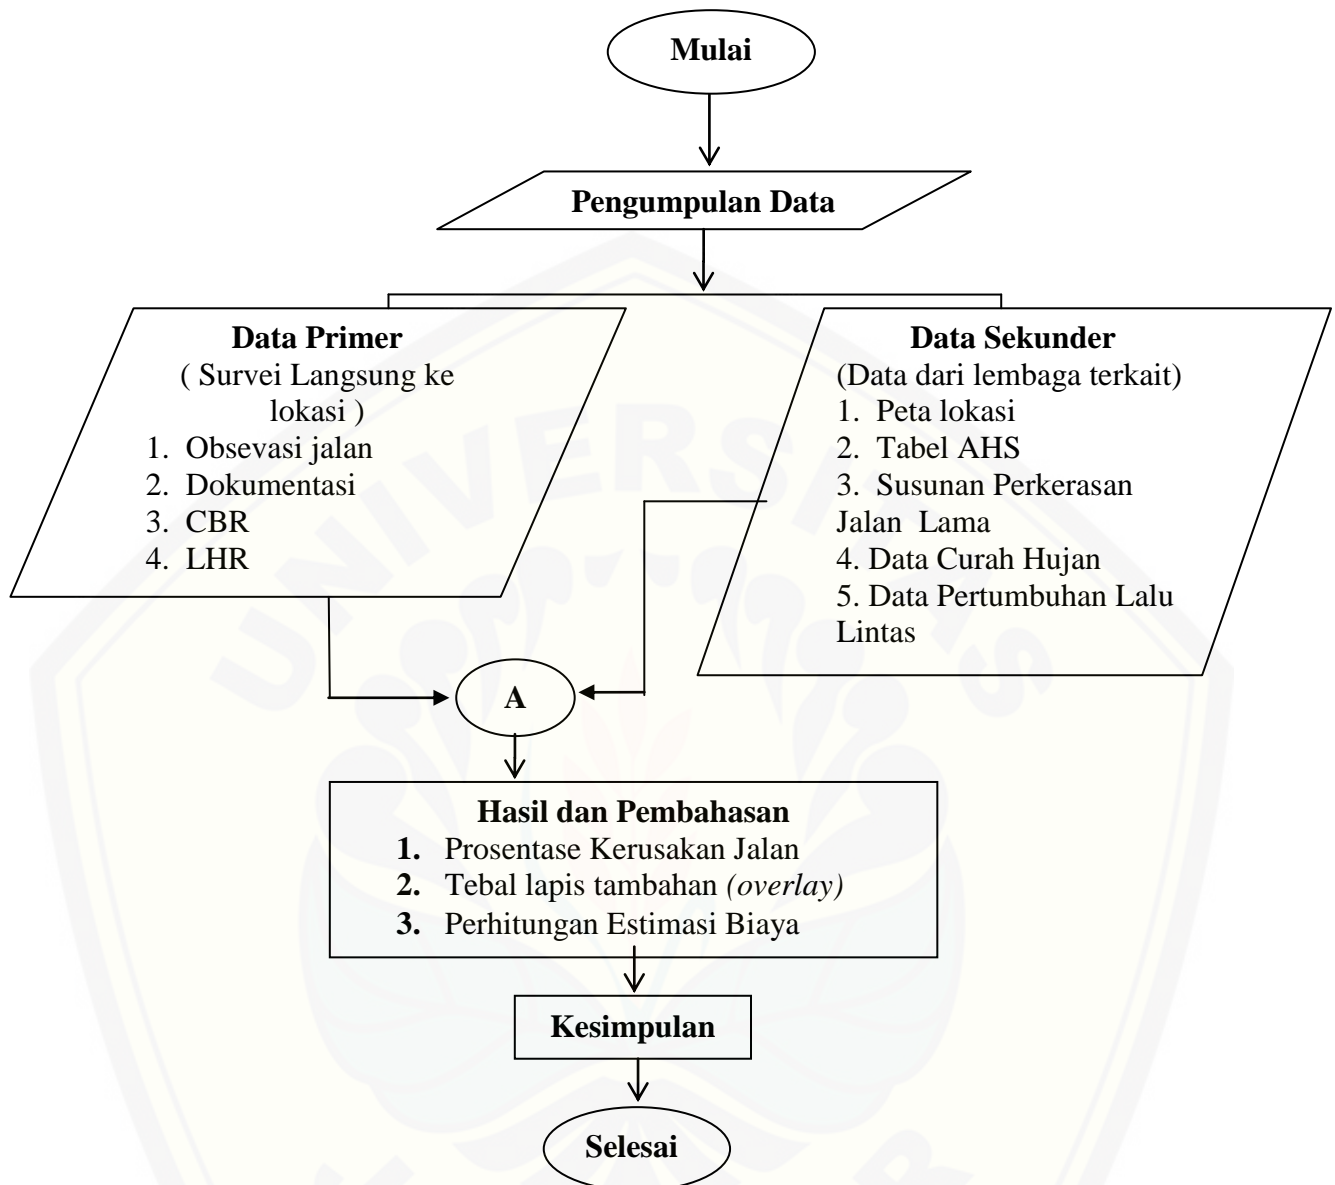 Mulai
Pengumpulan Data
Data Primer
( Survei Langsung ke
lokasi )
1. Obsevasi jalan
2. Dokumentasi
3. CBR
4. LHR
Data Sekunder
(Data dari lembaga terkait)
1. Peta lokasi
2. Tabel AHS
3. Susunan Perkerasan
Jalan Lama
4. Data Curah Hujan
5. Data Pertumbuhan Lalu
Lintas
A
Hasil dan Pembahasan
1. Prosentase Kerusakan Jalan
2. Tebal lapis tambahan (overlay)
3. Perhitungan Estimasi Biaya
Kesimpulan
Selesai
UNIVERSITAS